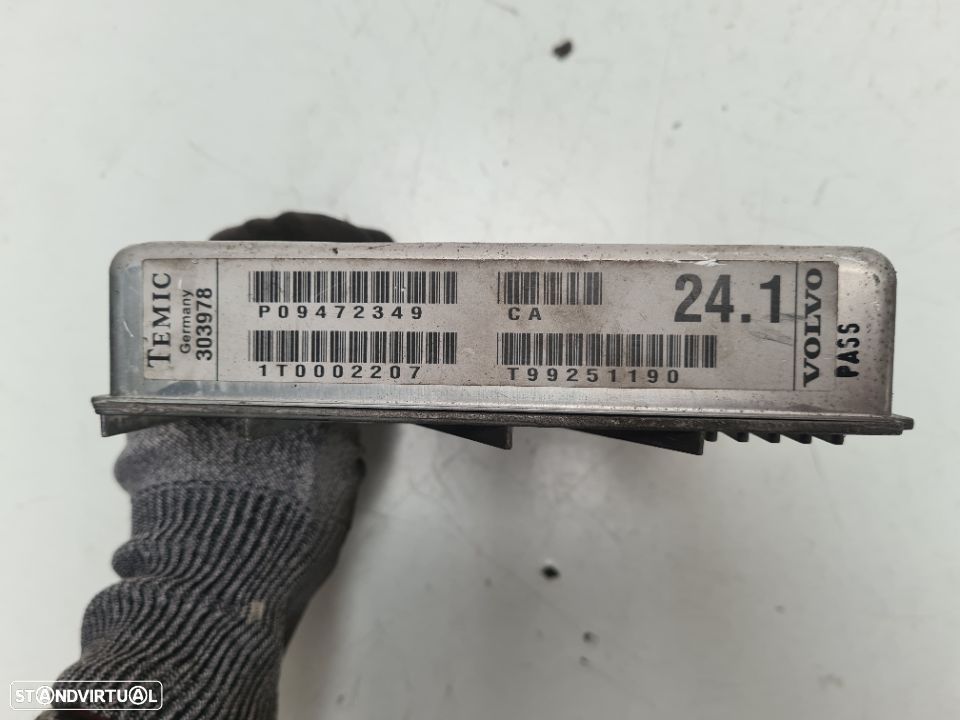 TEMIC
Germany
303978
P09472349
CA
24.1
1T0002207
T99251190
VOLVO
PASS
STANDVIRTUAL